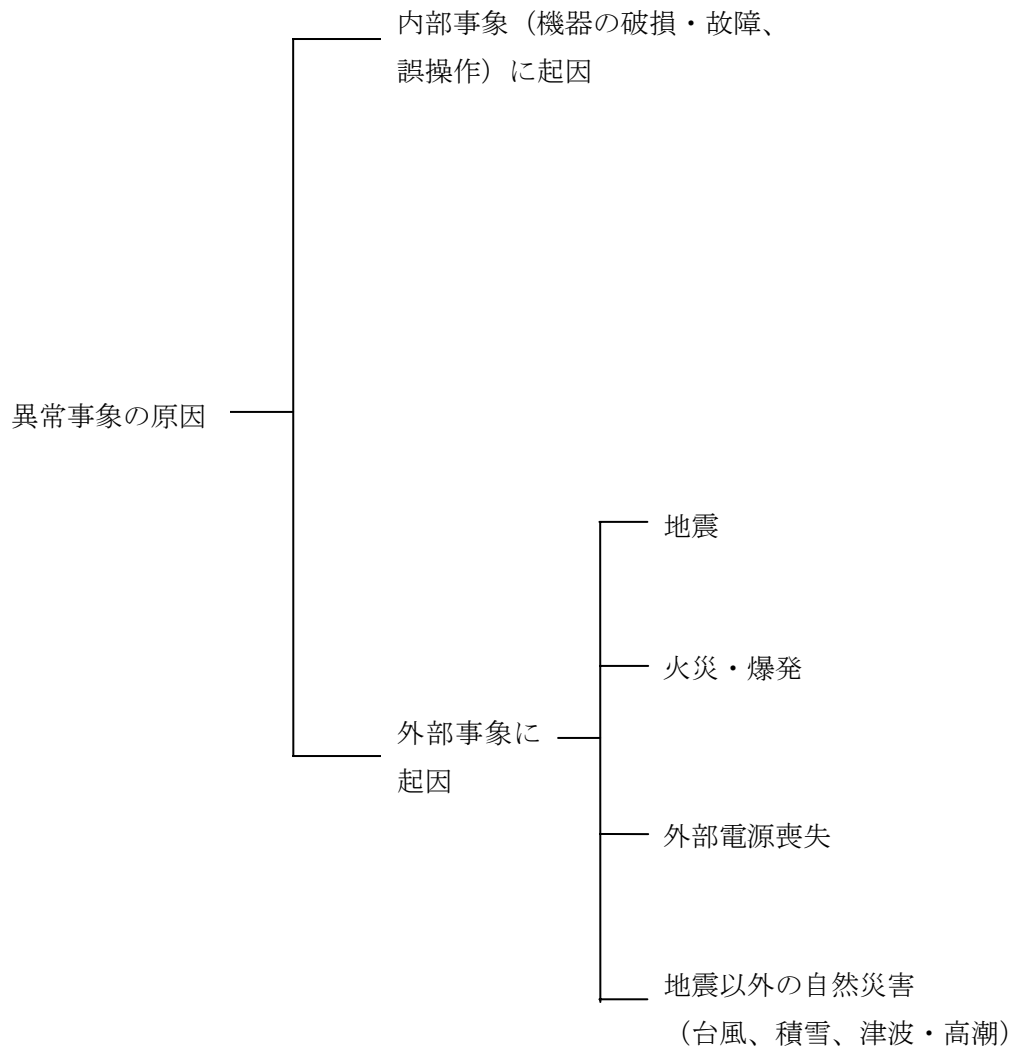 内部事象（機器の破損・故障、
誤操作）に起因
異常事象の原因
地震
火災・爆発
外部事象に
起因
外部電源喪失
地震以外の自然災害
（台風、積雪、津波・高潮）